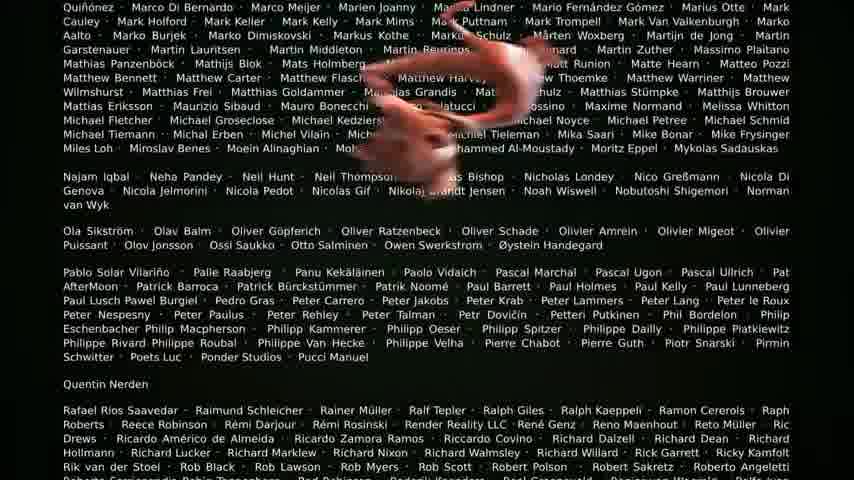 Quiñónez · Marco Di Bernardo · Marco Meijer · Marien Joanny · Lindner · Mario Fernández Gómez · Marius Otte · Mark
Cauley · Mark Holford · Mark Keller · Mark Kelly · Mark Mims · Puttnam · Mark Trompell · Mark Van Valkenburgh · Marko
Aalto · Marko Burjek · Marko Dimiskovski · Markus Kothe · Schulz · Mårten Woxberg · Martijn de Jong · Martin
Garstenauer · Martin Lauritsen · Martin Middleton · Martin · Martin Zuther · Massimo Plaitano
Mathias Panzenböck · Mathijs Blok · Mats Holmberg · Runion · Matte Hearn · Matteo Pozzi
Matthew Bennett · Matthew Carter · Matthew · Matthew · Thoemke · Matthew Warriner · Matthew
Wilmshurst · Matthias Frei · Matthias Goldammer · Grandis · Matthias Stümpke · Matthijs Brouwer
Mattias Eriksson · Maurizio Sibaud · Mauro · Maxime Normand · Melissa Whitton
Michael Fletcher · Michael Groseclose · Michael · Noyce · Michael Petree · Michael Schmid
Michael Tiemann · Michal Erben · Michel Vilain · Tieleman · Mika Saari · Mike Bonar · Mike Frysinger
Miles Loh · Miroslav Benes · Moein Alinaghian · Al-Moustady · Moritz Eppel · Mykolas Sadauskas
Najam Iqbal · Neha Pandey · Neil Hunt · Neil Thompson · Bishop · Nicholas Londey · Nico Greßmann · Nicola Di
Genova · Nicola Jelmorini · Nicola Pedot · Nicolas Gif · Nikolaj Brandt Jensen · Noah Wiswell · Nobutoshi Shigemori · Norman
van Wyk
Ola Sikström · Olav Balm · Oliver Göpferich · Oliver Ratzenbeck · Oliver Schade · Olivier Amrein · Olivier Migeot · Olivier
Puissant · Olov Jonsson · Ossi Saukko · Otto Salminen · Owen Swerkstrom · Øystein Handegard
Pablo Solar Vilariño · Palle Raabjerg · Panu Kekäläinen · Paolo Vidaich · Pascal Marchal · Pascal Ugon · Pascal Ullrich · Pat
AfterMoon · Patrick Barroca · Patrick Bürckstümmer · Patrik Noomé · Paul Barrett · Paul Holmes · Paul Kelly · Paul Lunneberg
Paul Lusch Pawel Burgiel · Pedro Gras · Peter Carrero · Peter Jakobs · Peter Krab · Peter Lammers · Peter Lang · Peter le Roux
Peter Nespesny · Peter Paulus · Peter Rehley · Peter Talman · Petr Dovičín · Petteri Putkinen · Phil Bordelon · Philip
Eschenbacher Philip Macpherson · Philipp Kammerer · Philipp Oeser · Philipp Spitzer · Philippe Dailly · Philippe Piatkiewitz
Philippe Rivard Philippe Roubal · Philippe Van Hecke · Philippe Velha · Pierre Chabot · Pierre Guth · Piotr Snarski · Pirmin
Schwitter · Poets Luc · Ponder Studios · Pucci Manuel
Quentin Nerden
Rafael Rios Saavedar · Raimund Schleicher · Rainer Müller · Ralf Tepler · Ralph Giles · Ralph Kaeppeli · Ramon Cererols · Raph
Roberts · Reece Robinson · Rémi Darjour · Rémi Rosinski · Render Reality LLC · René Genz · Reno Maenhout · Reto Müller · Ric
Drews · Ricardo Américo de Almeida · Ricardo Zamora Ramos · Riccardo Covino · Richard Dalzell · Richard Dean · Richard
Hollmann · Richard Lucker · Richard Marklew · Richard Nixon · Richard Walmsley · Richard Willard · Rick Garrett · Ricky Kamfolt
Rik van der Stoel · Rob Black · Rob Lawson · Rob Myers · Rob Scott · Robert Polson · Robert Sakretz · Roberto Angeletti